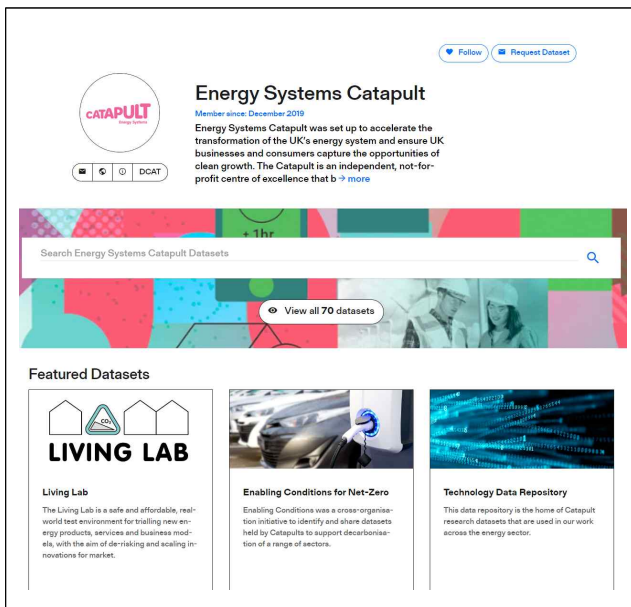 Follow
Request Dataset
CATAPULT
Energy Systems
Energy Systems Catapult
Member since: December 2019
Energy Systems Catapult was set up to accelerate the
transformation of the UK's energy system and ensure UK
businesses and consumers capture the opportunities of
clean growth. The Catapult is an independent, not-for-
profit centre of excellence that b → more
DCAT
+ 1hr
Search Energy Systems Catapult Datasets
View all 70 datasets
Featured Datasets
CO2
LIVING LAB
Living Lab
The Living Lab is a safe and affordable, real-
world test environment for trialling new en-
ergy products, services and business mod-
els, with the aim of de-risking and scaling in-
novations for market.
Enabling Conditions for Net-Zero
Enabling Conditions was a cross-organisa-
tion initiative to identify and share datasets
held by Catapults to support decarbonisa-
tion of a range of sectors.
Technology Data Repository
This data repository is the home of Catapult
research datasets that are used in our work
across the energy sector.